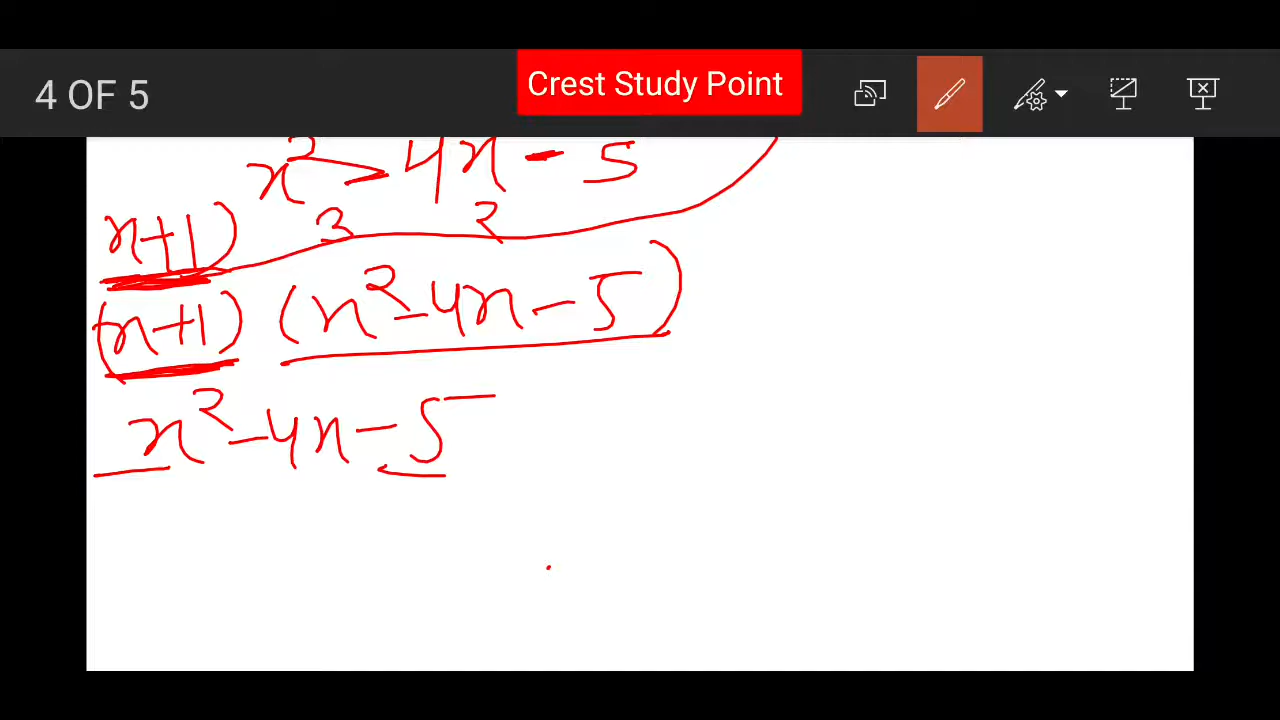 4 OF 5
Crest Study Point
x² - 4x - 5
x+1)
3 2
(x+1) (x² - 4x - 5)
x² - 4x - 5